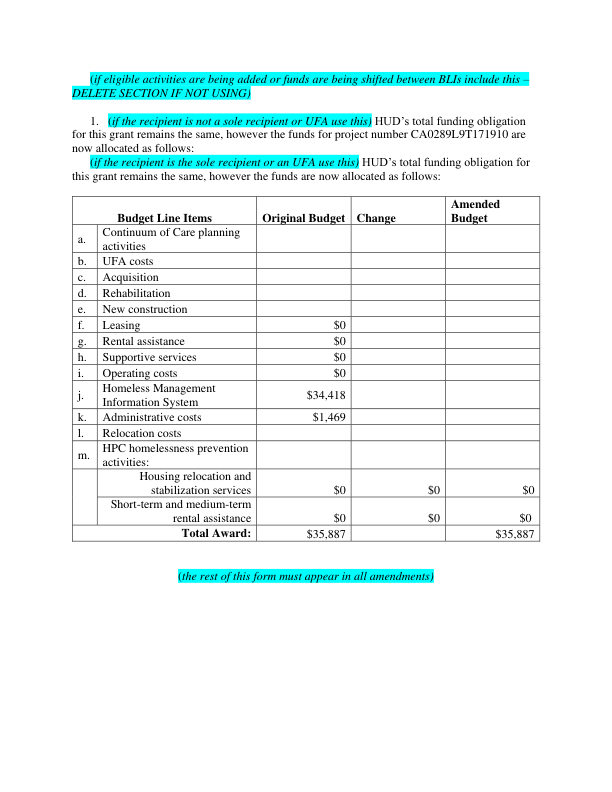 (if eligible activities are being added or funds are being shifted between BLIs include this –
DELETE SECTION IF NOT USING)
1. (if the recipient is not a sole recipient or UFA use this) HUD's total funding obligation
for this grant remains the same, however the funds for project number CA0289L9T171910 are
now allocated as follows:
(if the recipient is the sole recipient or an UFA use this) HUD's total funding obligation for
this grant remains the same, however the funds are now allocated as follows:
Budget Line Items Original Budget Change Amended
Budget
a. Continuum of Care planning
activities
b. UFA costs
c. Acquisition
d. Rehabilitation
e. New construction
f. Leasing $0
g. Rental assistance $0
h. Supportive services $0
i. Operating costs $0
j. Homeless Management
Information System $34,418
k. Administrative costs $1,469
l. Relocation costs
m. HPC homelessness prevention
activities:
Housing relocation and
stabilization services $0 $0 $0
Short-term and medium-term
rental assistance $0 $0 $0
Total Award: $35,887 $35,887
(the rest of this form must appear in all amendments)